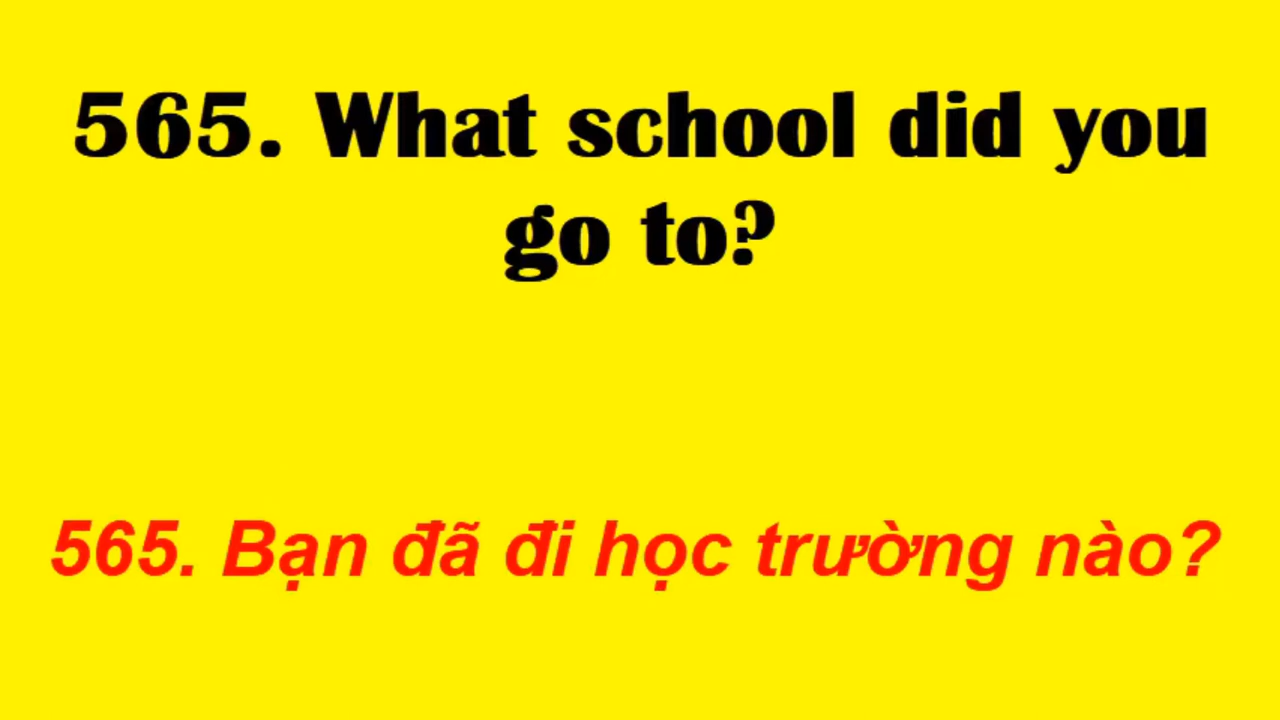 565. What school did you
go to?
565. Bạn đã đi học trường nào?